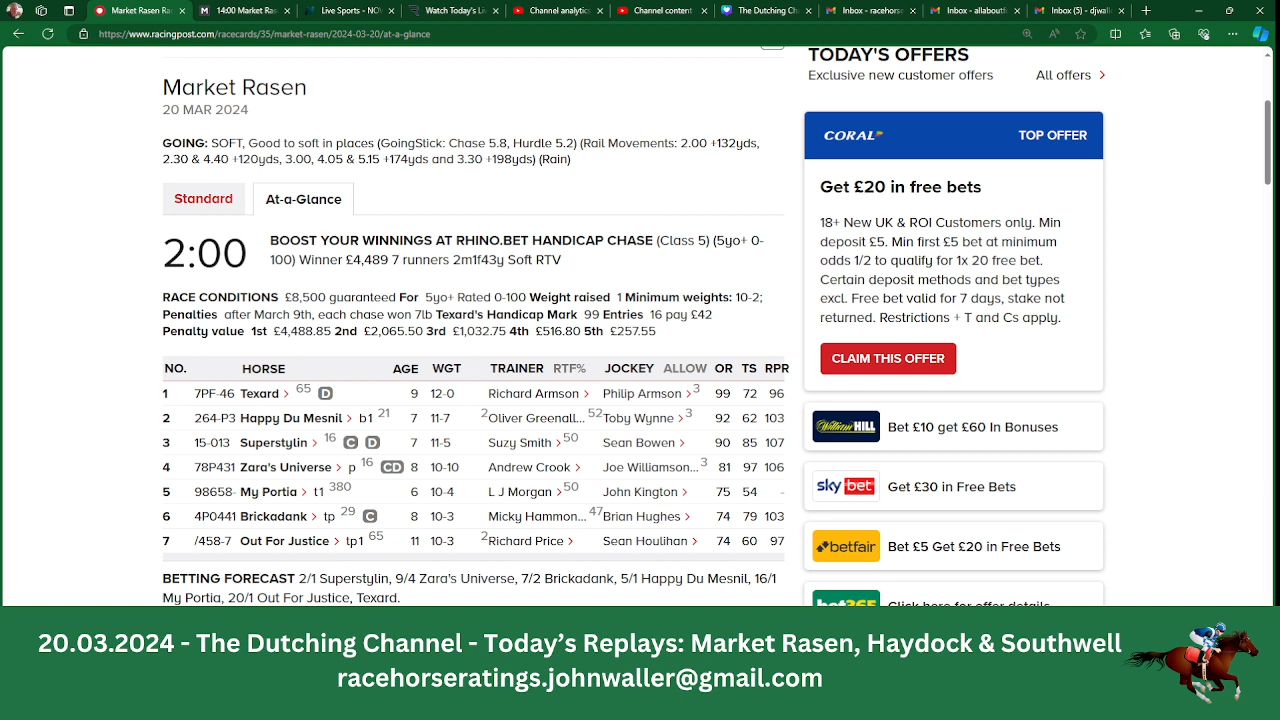 Market Rasen Ra
14:00 Market Ras
Live Sports - NOV
Watch Today's Liv
Channel analytics
Channel content
The Dutching Cha
Inbox - racehorse
Inbox - allaboutfo
Inbox (5) - djwalle
https://www.racingpost.com/racecards/35/market-rasen/2024-03-20/at-a-glance
Market Rasen
20 MAR 2024
GOING: SOFT, Good to soft in places (GoingStick: Chase 5.8, Hurdle 5.2) (Rail Movements: 2.00 +132yds,
2.30 & 4.40 +120yds, 3.00, 4.05 & 5.15 +174yds and 3.30 +198yds) (Rain)
Standard At-a-Glance
2:00 BOOST YOUR WINNINGS AT RHINO.BET HANDICAP CHASE (Class 5) (5yo+ 0-
100) Winner £4,489 7 runners 2m1f43y Soft RTV
RACE CONDITIONS £8,500 guaranteed For 5yo+ Rated 0-100 Weight raised 1 Minimum weights: 10-2;
Penalties after March 9th, each chase won 7lb Texard's Handicap Mark 99 Entries 16 pay £42
Penalty value 1st £4,488.85 2nd £2,065.50 3rd £1,032.75 4th £516.80 5th £257.55
NO. HORSE AGE WGT TRAINER RTF% JOCKEY ALLOW OR TS RPR
1 7PF-46 Texard 65 D 9 12-0 Richard Armson Philip Armson 3 99 72 96
2 264-P3 Happy Du Mesnil b1 21 7 11-7 2 Oliver Greenall... 52 Toby Wynne 3 92 62 103
3 15-013 Superstylin 16 C D 7 11-5 Suzy Smith 50 Sean Bowen 90 85 107
4 78P431 Zara's Universe p 16 CD 8 10-10 Andrew Crook Joe Williamson... 3 81 97 106
5 98658- My Portia t1 380 6 10-4 L J Morgan 50 John Kington 75 54 -
6 4P0441 Brickadank tp 29 C 8 10-3 Micky Hammon... 47 Brian Hughes 74 79 103
7 /458-7 Out For Justice tp1 65 11 10-3 2 Richard Price Sean Houlihan 74 60 97
BETTING FORECAST 2/1 Superstylin, 9/4 Zara's Universe, 7/2 Brickadank, 5/1 Happy Du Mesnil, 16/1
My Portia, 20/1 Out For Justice, Texard.
TODAY'S OFFERS
Exclusive new customer offers All offers
CORAL TOP OFFER
Get £20 in free bets
18+ New UK & ROI Customers only. Min
deposit £5. Min first £5 bet at minimum
odds 1/2 to qualify for 1x 20 free bet.
Certain deposit methods and bet types
excl. Free bet valid for 7 days, stake not
returned. Restrictions + T and Cs apply.
CLAIM THIS OFFER
William HILL Bet £10 get £60 In Bonuses
sky bet Get £30 in Free Bets
betfair Bet £5 Get £20 in Free Bets
bet365 Click here for offer details
20.03.2024 - The Dutching Channel - Today's Replays: Market Rasen, Haydock & Southwell
racehorseratings.johnwaller@gmail.com